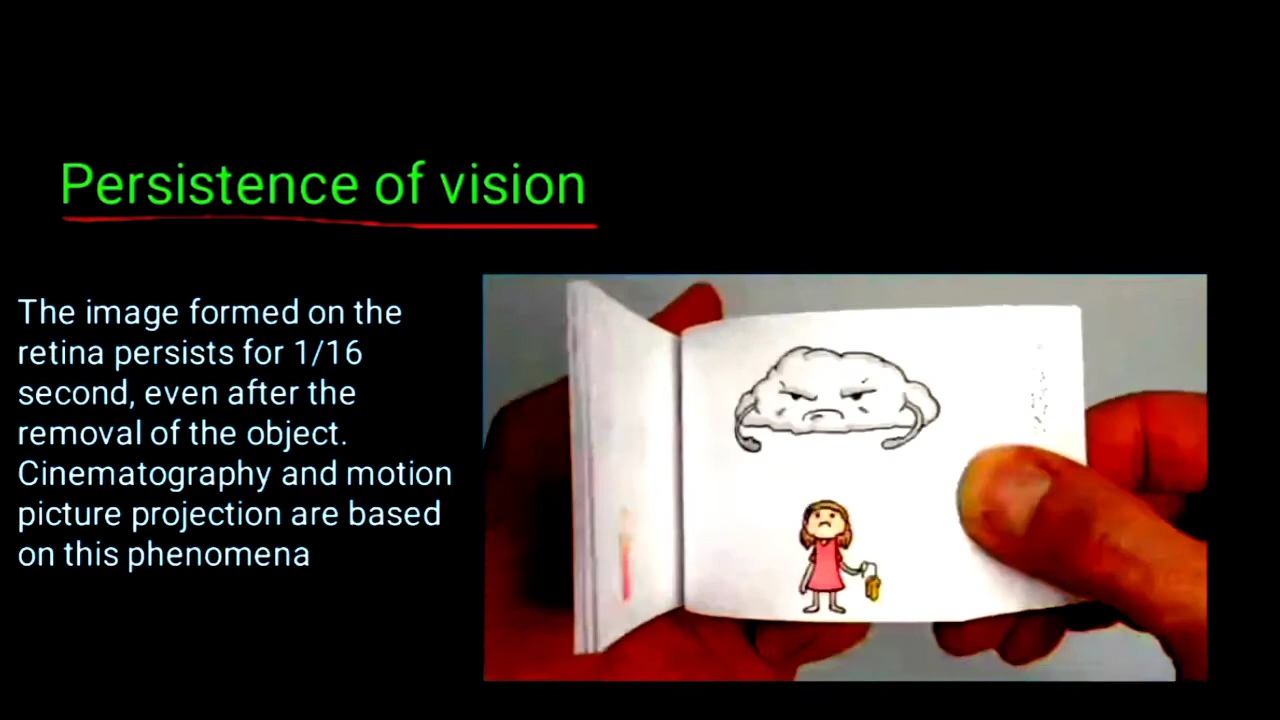 Persistence of vision
The image formed on the
retina persists for 1/16
second, even after the
removal of the object.
Cinematography and motion
picture projection are based
on this phenomena